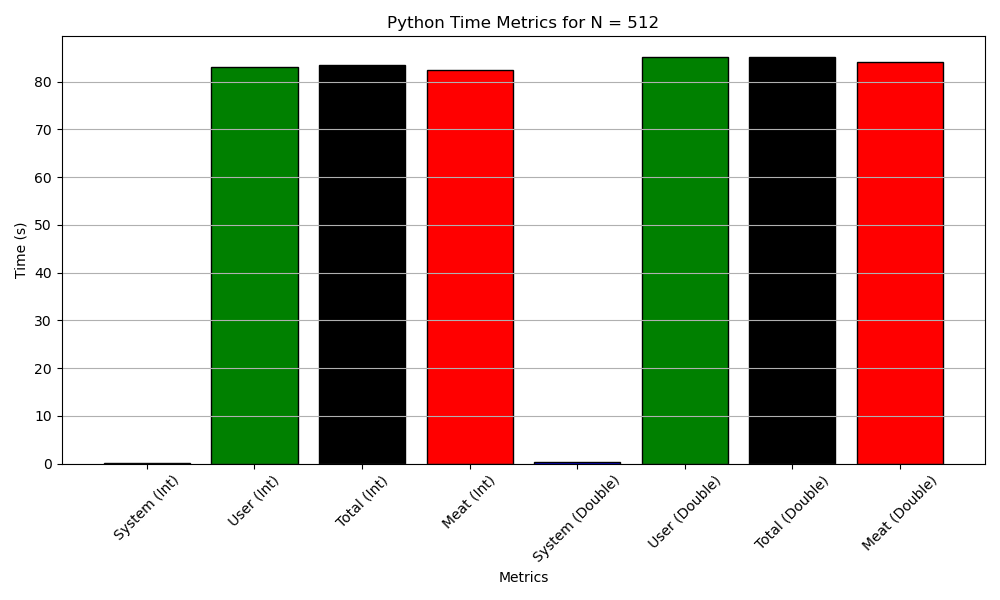 Python Time Metrics for N = 512
Time (s)
80
70
60
50
40
30
20
10
0
System (Int)
User (Int)
Total (Int)
Meat (Int)
System (Double)
User (Double)
Total (Double)
Meat (Double)
Metrics